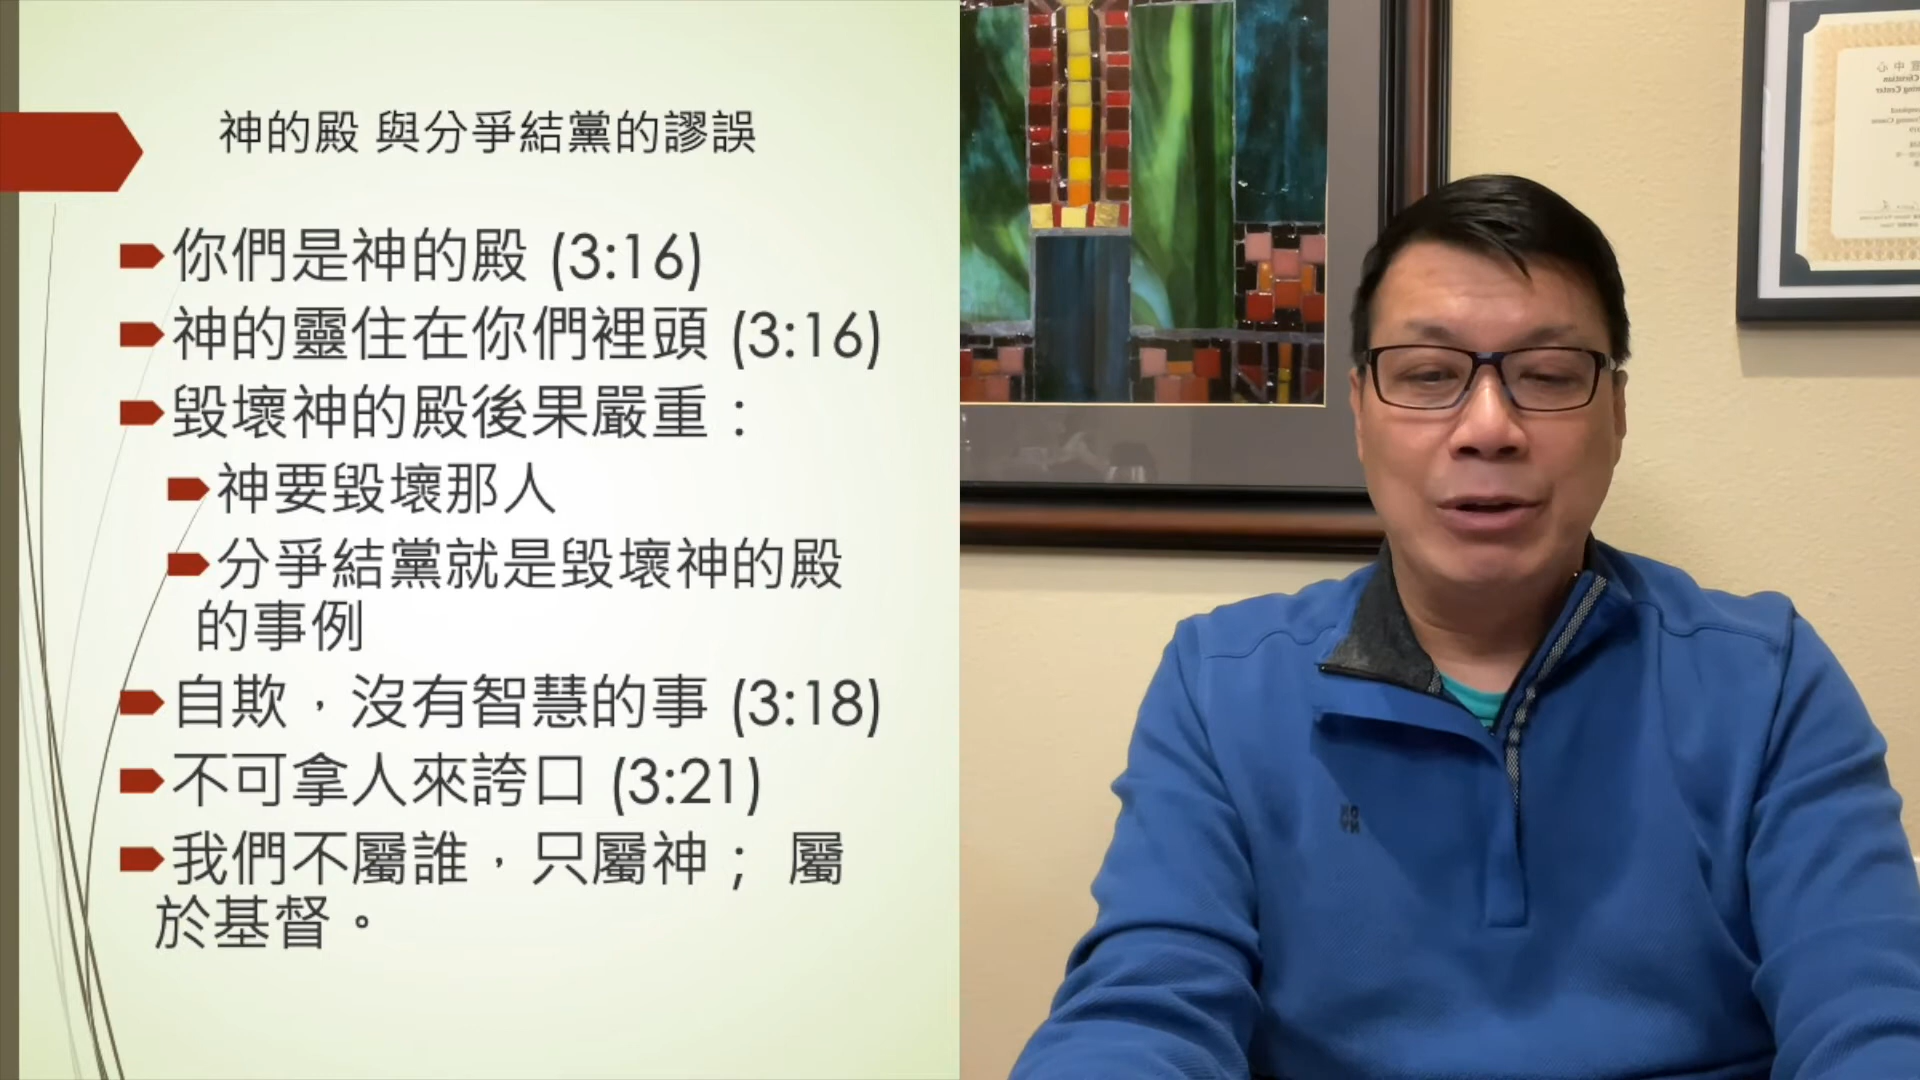 神的殿 與分爭結黨的謬誤
你們是神的殿 (3:16)
神的靈住在你們裡頭 (3:16)
毀壞神的殿後果嚴重：
神要毀壞那人
分爭結黨就是毀壞神的殿
的事例
自欺，沒有智慧的事 (3:18)
不可拿人來誇口 (3:21)
我們不屬誰，只屬神； 屬
於基督。
中心
Christian
Center